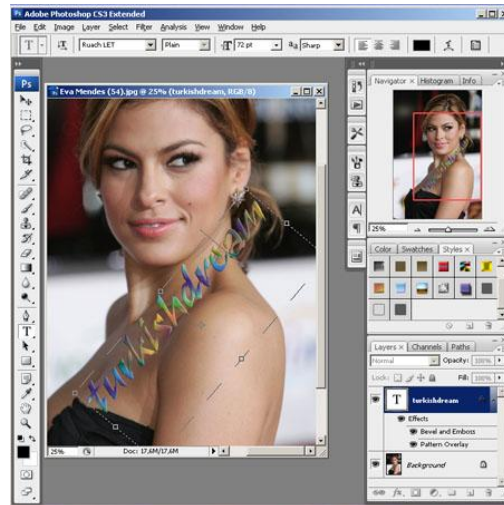 Adobe Photoshop CS3 Extended
File Edit Image Layer Select Filter Analysis View Window Help
T Ruach LET Plain T 72 pt aa Sharp
Ps
Eva Mendes (54).jpg @ 25% (turkishdream, RGB/8)
Navigator × Histogram Info
25%
Color Swatches Styles ×
turkishdream
Layers × Channels Paths
Normal Opacity: 100%
Lock: Fill: 100%
T turkishdream
Effects
Bevel and Emboss
Pattern Overlay
Background
25% Doc: 17,6M/17,6M